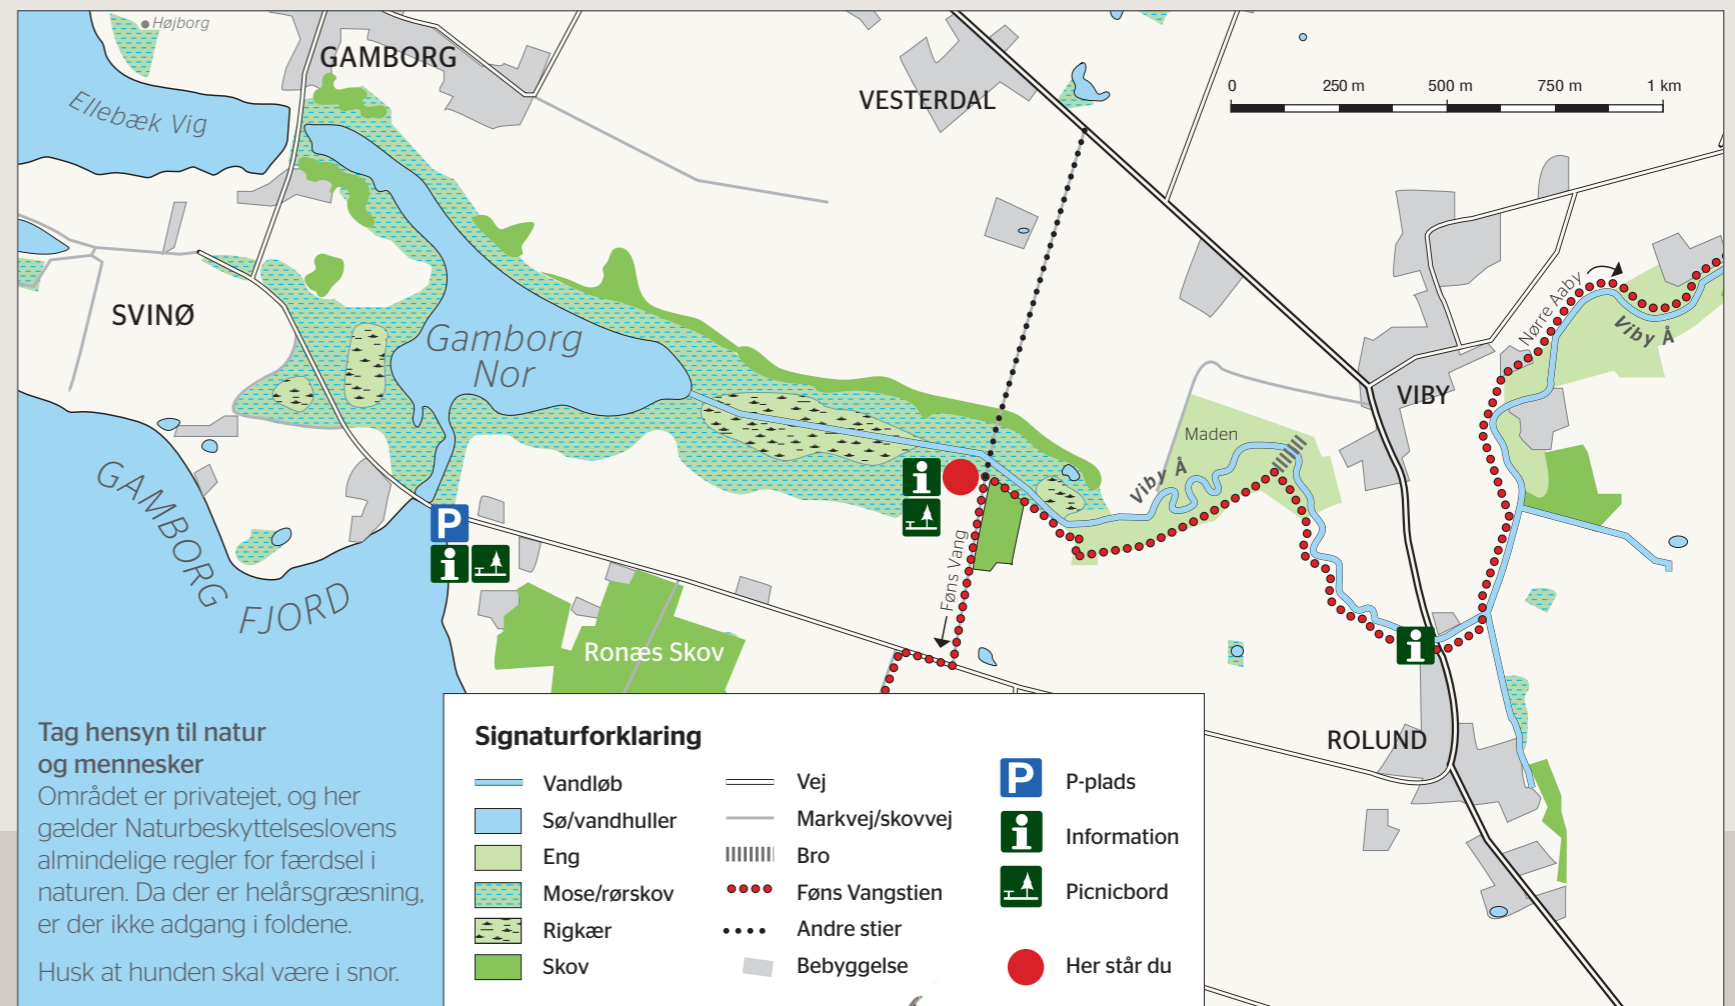 Højborg
GAMBORG
Ellebæk Vig
VESTERDAL
0 250 m 500 m 750 m 1 km
SVINØ
Gamborg
Nor
Nørre Aaby
Viby Å
VIBY
Maden
Viby Å
GAMBORG
FJORD
P
i
i
Føns Vang
i
Ronæs Skov
ROLUND
Tag hensyn til natur
og mennesker
Området er privatejet, og her
gælder Naturbeskyttelseslovens
almindelige regler for færdsel i
naturen. Da der er helårsgræsning,
er der ikke adgang i foldene.
Husk at hunden skal være i snor.
Signaturforklaring
Vandløb
Sø/vandhuller
Eng
Mose/rørskov
Rigkær
Skov
Vej
Markvej/skovvej
Bro
Føns Vangstien
Andre stier
Bebyggelse
P P-plads
i Information
Picnicbord
Her står du